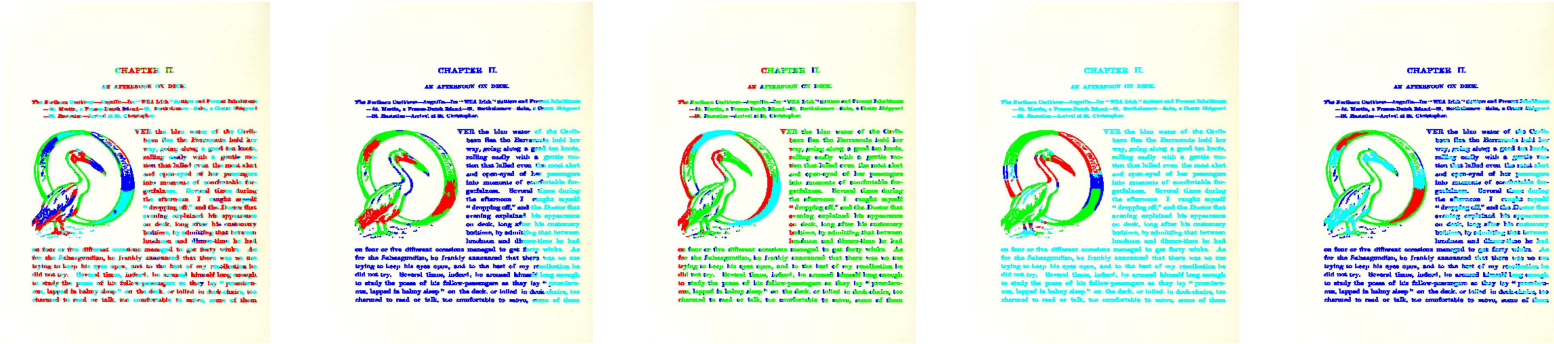 CHAPTER II.
AN AFTERNOON ON DECK.
The Northern Caribbees—Anguilla—Its "Wild Irish" Settlers and Present Inhabitants
—St. Martin, a Franco-Dutch Island—St. Bartholomew—Saba, a Crater Shipyard
—St. Eustatius—Arrival at St. Christopher.
OVER the blue water of the Carib-
bean Sea the Barracouta held her
way, going along a good ten knots,
rolling easily with a gentle mo-
tion that lulled even the most alert
and open-eyed of her passengers
into moments of comfortable for-
getfulness. Several times during
the afternoon I caught myself
"dropping off," and the Doctor that
evening explained his appearance
on deck, long after his customary
bedtime, by admitting that between
luncheon and dinner-time he had
on four or five different occasions managed to get forty winks. As
for the Sabaagundian, he frankly announced that there was no use
trying to keep his eyes open, and to the best of my recollection he
did not try. Several times, indeed, he aroused himself long enough
to study the poses of his fellow-passengers as they lay
lapped in balmy sleep" on the deck, or lolled in deck-chairs, too
charmed to read or talk, too comfortable to move, some of them